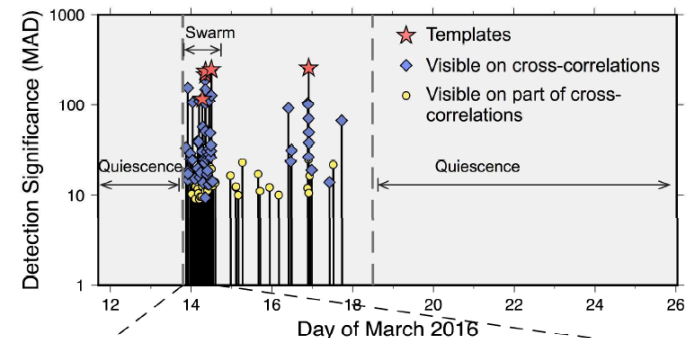 1000
100
10
1
Detection Significance (MAD)
Swarm
Templates
Visible on cross-correlations
Visible on part of cross-
correlations
Quiescence
Quiescence
12 14 16 18 20 22 24 26
Day of March 2016